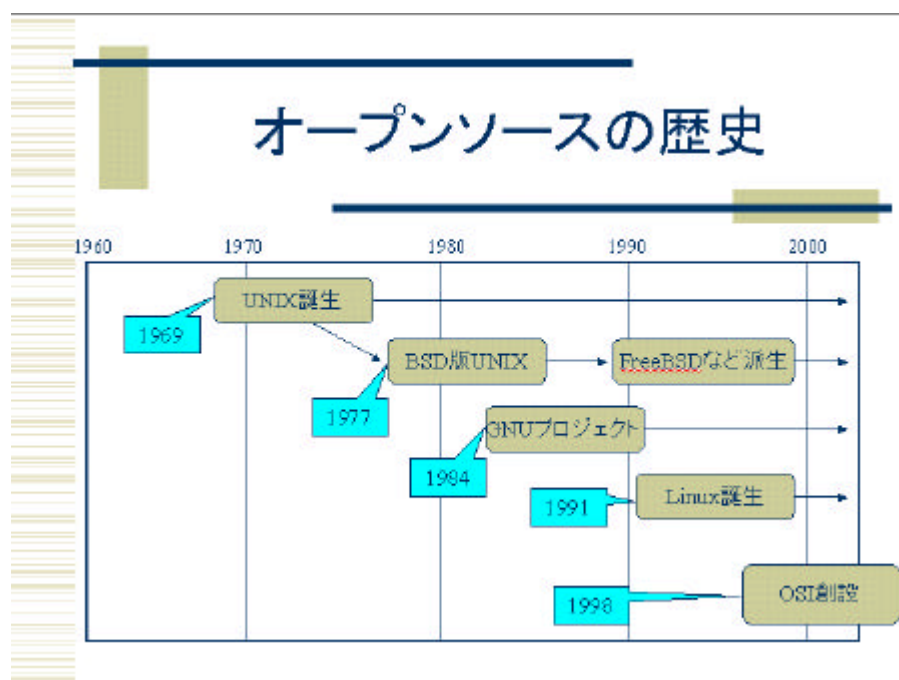 オープンソースの歴史
1960 1970 1980 1990 2000
UNIX誕生
1969
BSD版UNIX
FreeBSDなど派生
1977
GNUプロジェクト
1984
Linux誕生
1991
OSI創設
1998